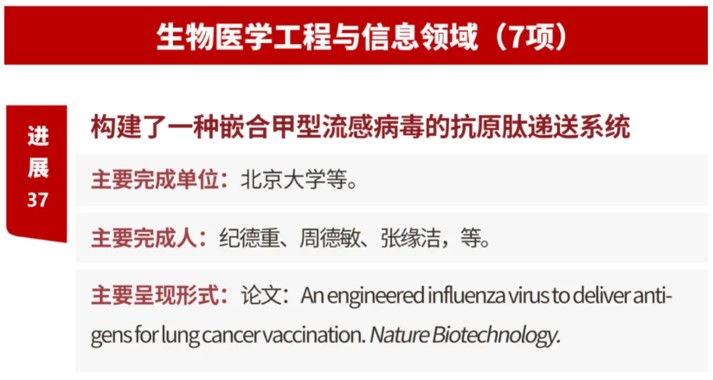 生物医学工程与信息领域（7项）
进展37
构建了一种嵌合甲型流感病毒的抗原肽递送系统
主要完成单位：北京大学等。
主要完成人：纪德重、周德敏、张缘洁，等。
主要呈现形式：论文：An engineered influenza virus to deliver anti-
gens for lung cancer vaccination. Nature Biotechnology.